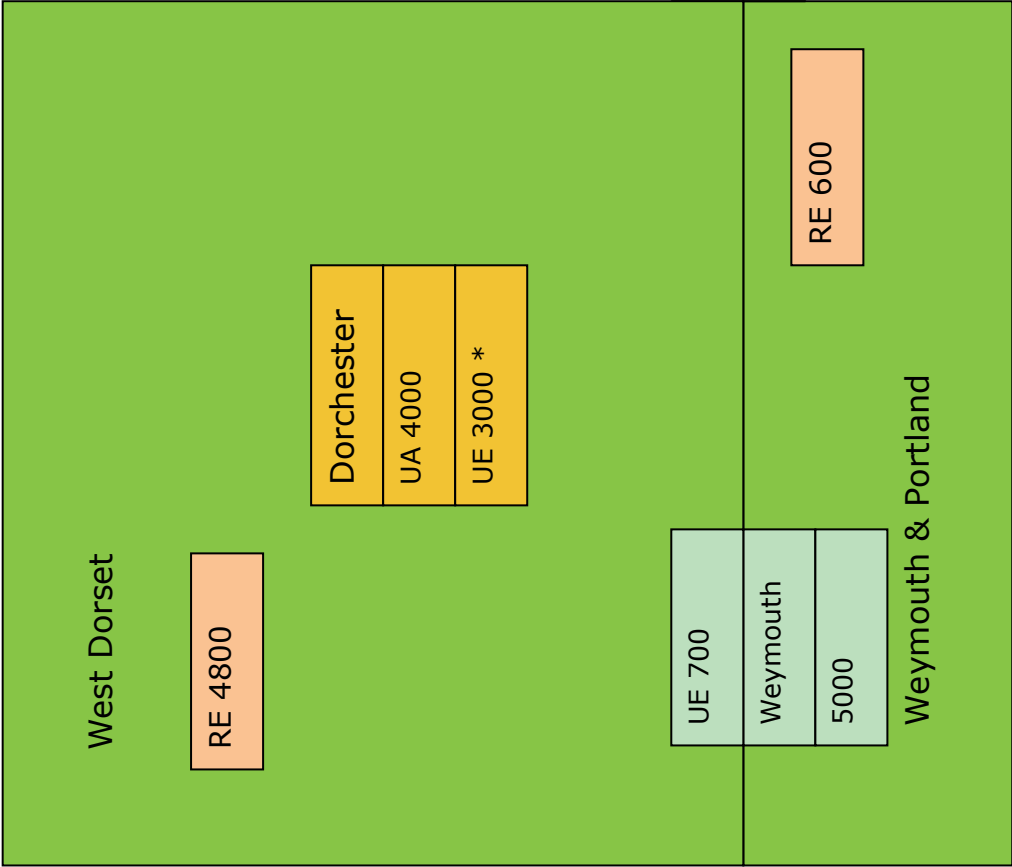 West Dorset
RE 4800
Dorchester
UA 4000
UE 3000 *
UE 700
Weymouth
5000
RE 600
Weymouth & Portland